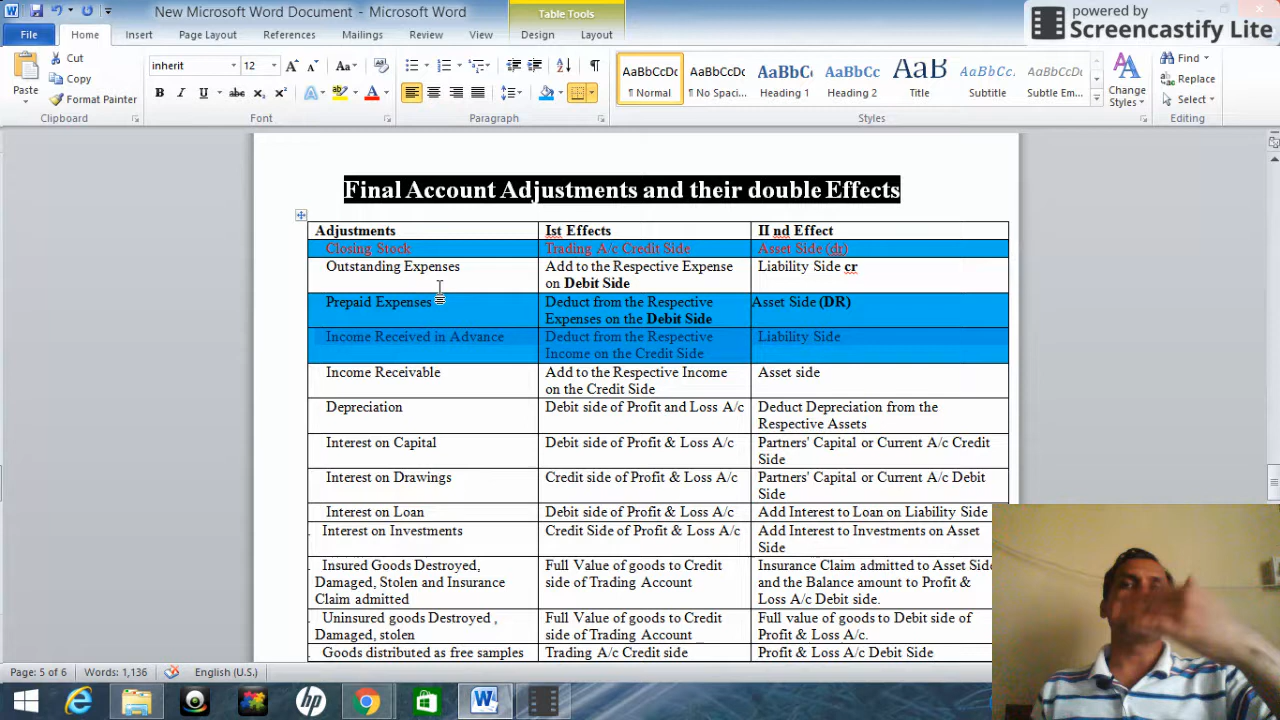 New Microsoft Word Document - Microsoft Word
Table Tools
powered by
Screencastify Lite
File
Home
Insert
Page Layout
References
Mailings
Review
View
Design
Layout
Paste
Cut
Copy
Format Painter
Clipboard
inherit
12
Font
Paragraph
AaBbCcDc
¶ Normal
AaBbCcDc
¶ No Spaci...
AaBbC
Heading 1
AaBbCc
Heading 2
AaB
Title
AaBbCc.
Subtitle
AaBbCcDt
Subtle Em...
Change
Styles
Styles
Find
Replace
Select
Editing
Final Account Adjustments and their double Effects
Adjustments
Ist Effects
II nd Effect
Closing Stock
Trading A/c Credit Side
Asset Side (dr)
Outstanding Expenses
Add to the Respective Expense
on Debit Side
Liability Side cr
Prepaid Expenses
Deduct from the Respective
Expenses on the Debit Side
Asset Side (DR)
Income Received in Advance
Deduct from the Respective
Income on the Credit Side
Liability Side
Income Receivable
Add to the Respective Income
on the Credit Side
Asset side
Depreciation
Debit side of Profit and Loss A/c
Deduct Depreciation from the
Respective Assets
Interest on Capital
Debit side of Profit & Loss A/c
Partners' Capital or Current A/c Credit
Side
Interest on Drawings
Credit side of Profit & Loss A/c
Partners' Capital or Current A/c Debit
Side
Interest on Loan
Debit side of Profit & Loss A/c
Add Interest to Loan on Liability Side
Interest on Investments
Credit Side of Profit & Loss A/c
Add Interest to Investments on Asset
Side
Insured Goods Destroyed,
Damaged, Stolen and Insurance
Claim admitted
Full Value of goods to Credit
side of Trading Account
Insurance Claim admitted to Asset Side
and the Balance amount to Profit &
Loss A/c Debit side.
Uninsured goods Destroyed ,
Damaged, stolen
Full Value of goods to Credit
side of Trading Account
Full value of goods to Debit side of
Profit & Loss A/c.
Goods distributed as free samples
Trading A/c Credit side
Profit & Loss A/c Debit Side
Page: 5 of 6
Words: 1,136
English (U.S.)